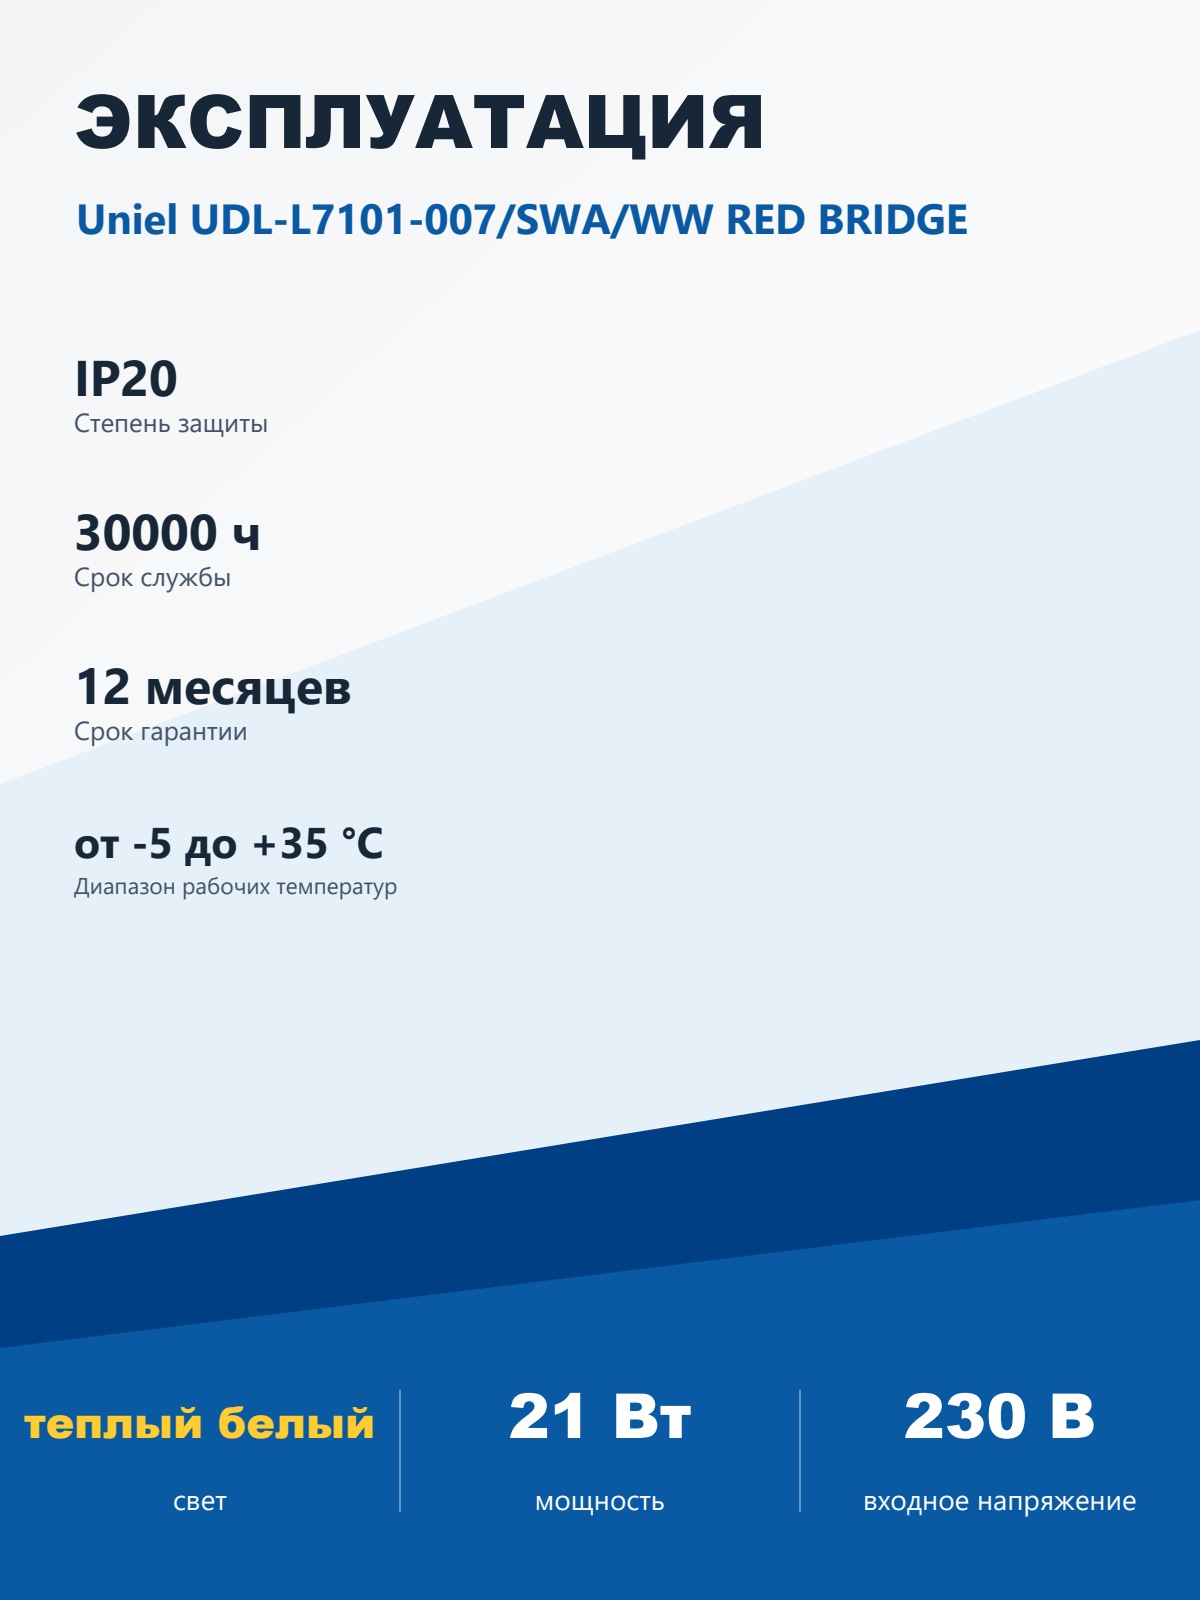 ЭКСПЛУАТАЦИЯ
Uniel UDL-L7101-007/SWA/WW RED BRIDGE
IP20
Степень защиты
30000 ч
Срок службы
12 месяцев
Срок гарантии
от -5 до +35 °C
Диапазон рабочих температур
теплый белый
свет
21 Вт
мощность
230 В
входное напряжение